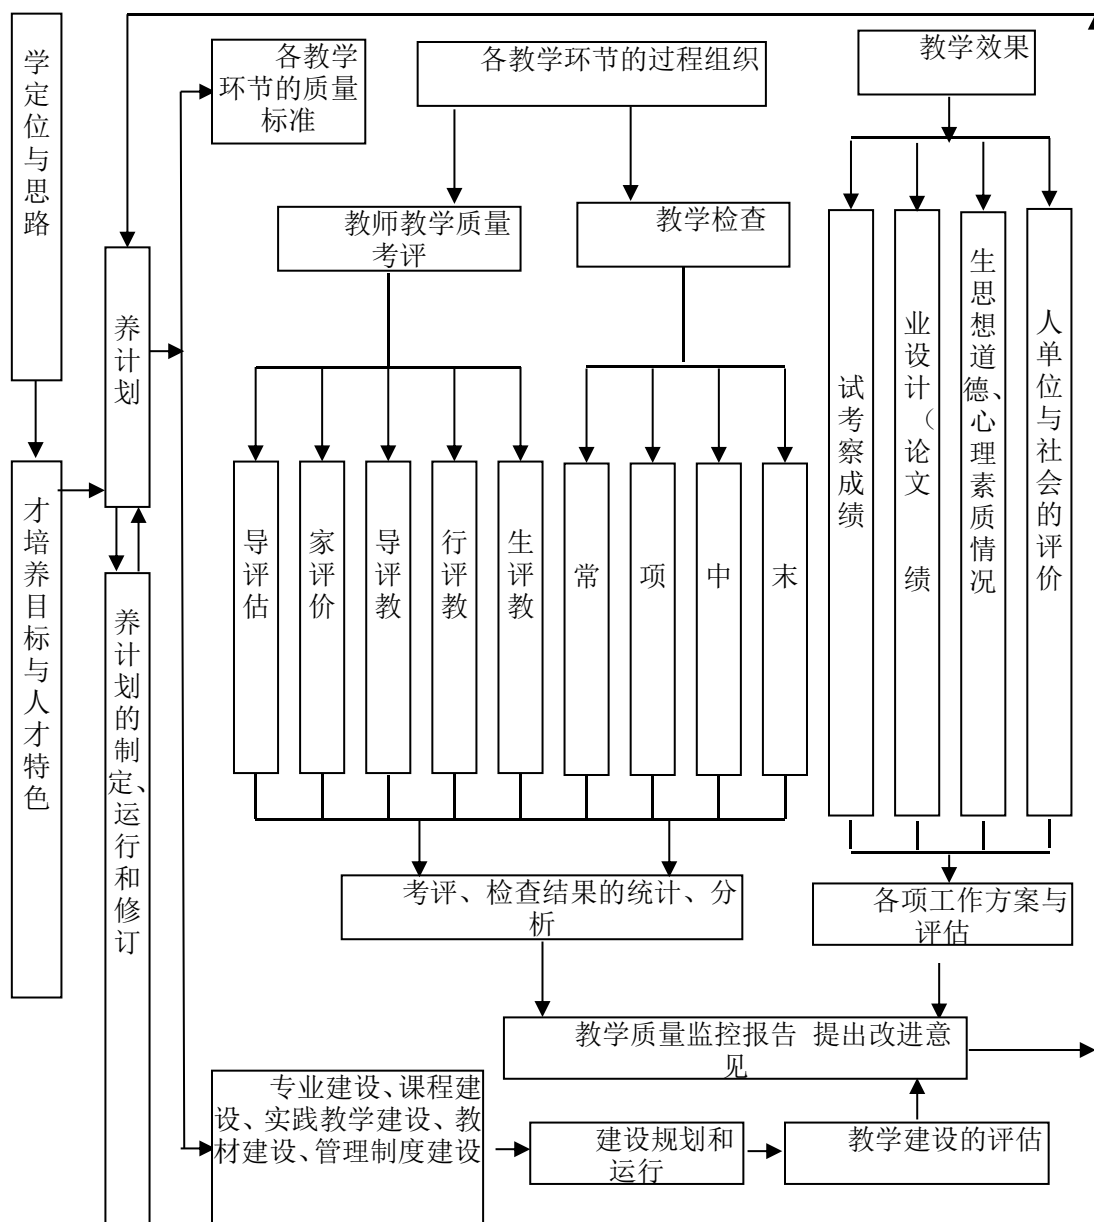 学定位与思路
各教学
环节的质量
标准
各教学环节的过程组织
教学效果
教师教学质量
考评
教学检查
养计划
试考察成绩
业设计（论文 绩
生思想道德、心理素质情况
人单位与社会的评价
才培养目标与人才特色
养计划的制定、运行和修订
导评估
家评价
导评教
行评教
生评教
常
项
中
末
考评、检查结果的统计、分
析
各项工作方案与
评估
教学质量监控报告 提出改进意
见
专业建设、课程建
设、实践教学建设、教
材建设、管理制度建设
建设规划和
运行
教学建设的评估